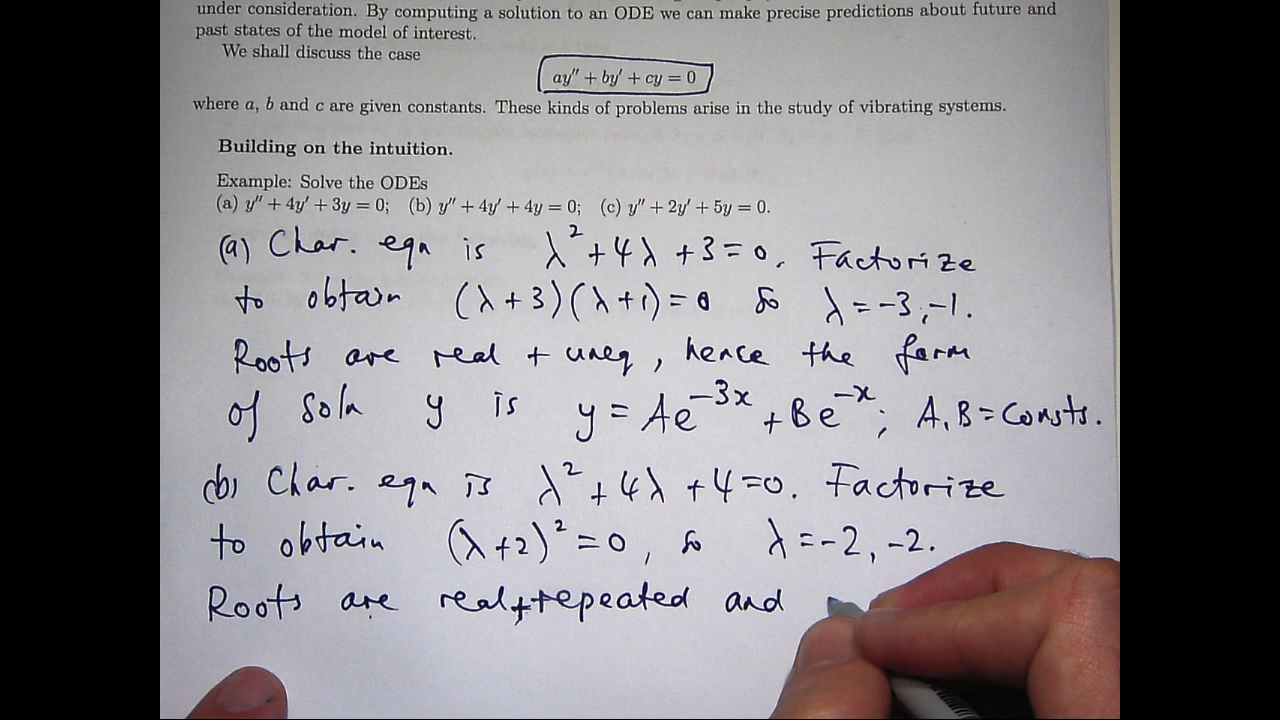 under consideration. By computing a solution to an ODE we can make precise predictions about future and
past states of the model of interest.
We shall discuss the case
ay″ + by′ + cy = 0
where a, b and c are given constants. These kinds of problems arise in the study of vibrating systems.
Building on the intuition.
Example: Solve the ODEs
(a) y″ + 4y′ + 3y = 0; (b) y″ + 4y′ + 4y = 0; (c) y″ + 2y′ + 5y = 0.
(a) Char. eqn is λ² + 4λ + 3 = 0. Factorize
to obtain (λ + 3)(λ + 1) = 0 so λ = -3, -1.
Roots are real + uneq, hence the form
of soln y is y = Ae⁻³ˣ + Be⁻ˣ; A, B = Consts.
(b) Char. eqn is λ² + 4λ + 4 = 0. Factorize
to obtain (λ + 2)² = 0, so λ = -2, -2.
Roots are real + repeated and